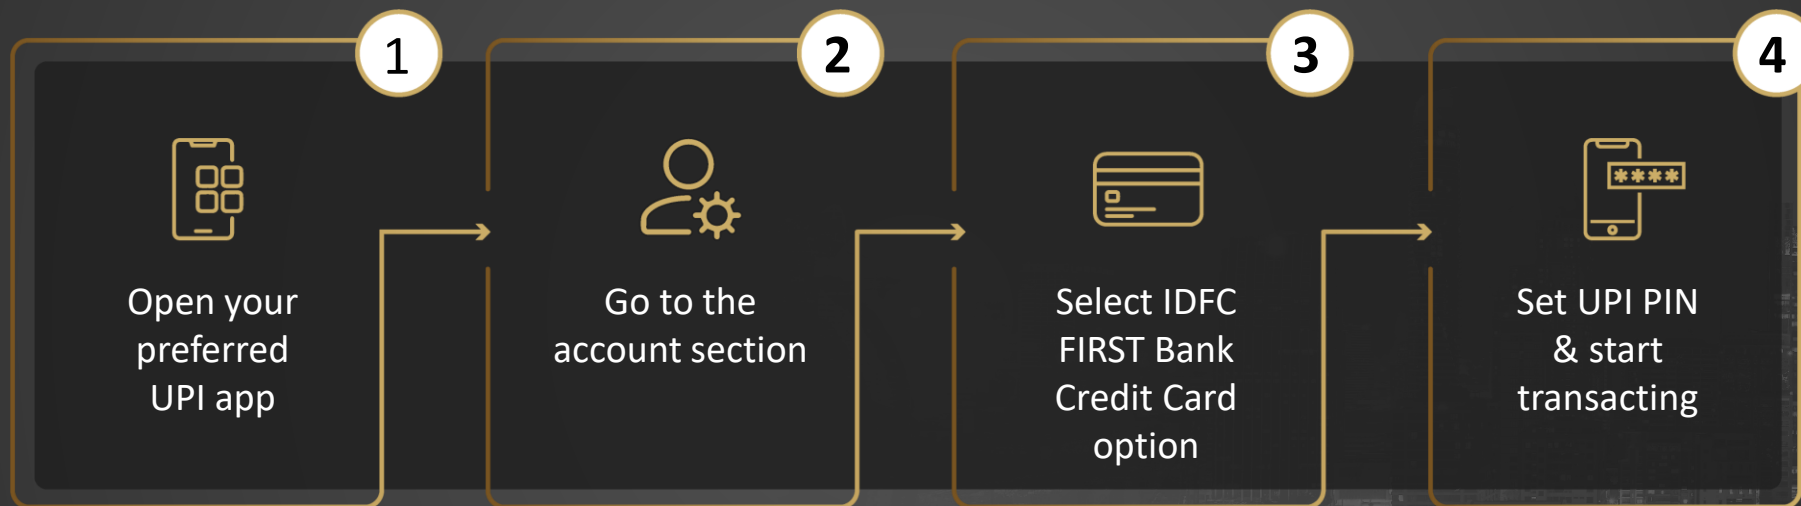 1
Open your
preferred
UPI app
2
Go to the
account section
3
Select IDFC
FIRST Bank
Credit Card
option
4
****
Set UPI PIN
& start
transacting